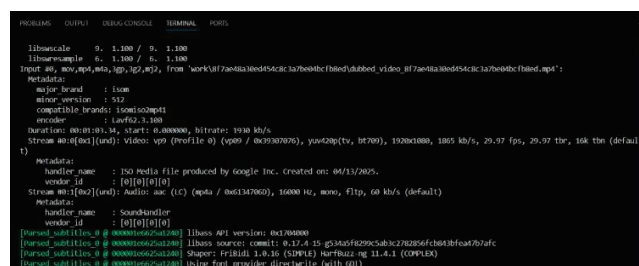 PROBLEMS OUTPUT DEBUG CONSOLE TERMINAL PORTS
libswscale 9. 1.100 / 9. 1.100
libswresample 6. 1.100 / 6. 1.100
Input #0, mov,mp4,m4a,3gp,3g2,mj2, from 'work\8f7ae48a30ed454c8c3a7be04bcfb8ed\dubbed_video_8f7ae48a30ed454c8c3a7be04bcfb8ed.mp4':
Metadata:
major_brand : isom
minor_version : 512
compatible_brands: isomiso2mp41
encoder : Lavf62.3.100
Duration: 00:01:03.34, start: 0.000000, bitrate: 1930 kb/s
Stream #0:0[0x1](und): Video: vp9 (Profile 0) (vp09 / 0x39307076), yuv420p(tv, bt709), 1920x1080, 1865 kb/s, 29.97 fps, 29.97 tbr, 16k tbn (defaul
t)
Metadata:
handler_name : ISO Media file produced by Google Inc. Created on: 04/13/2025.
vendor_id : [0][0][0][0]
Stream #0:1[0x2](und): Audio: aac (LC) (mp4a / 0x6134706D), 16000 Hz, mono, fltp, 60 kb/s (default)
Metadata:
handler_name : SoundHandler
vendor_id : [0][0][0][0]
[Parsed_subtitles_0 @ 000001e6625a1240] libass API version: 0x1704000
[Parsed_subtitles_0 @ 000001e6625a1240] libass source: commit: 0.17.4-15-g534a5f8299c5ab3c2782856fcb843bfea47b7afc
[Parsed_subtitles_0 @ 000001e6625a1240] Shaper: FriBidi 1.0.16 (SIMPLE) HarfBuzz-ng 11.4.1 (COMPLEX)
[Parsed_subtitles_0 @ 000001e6625a1240] Using font provider directwrite (with GDI)